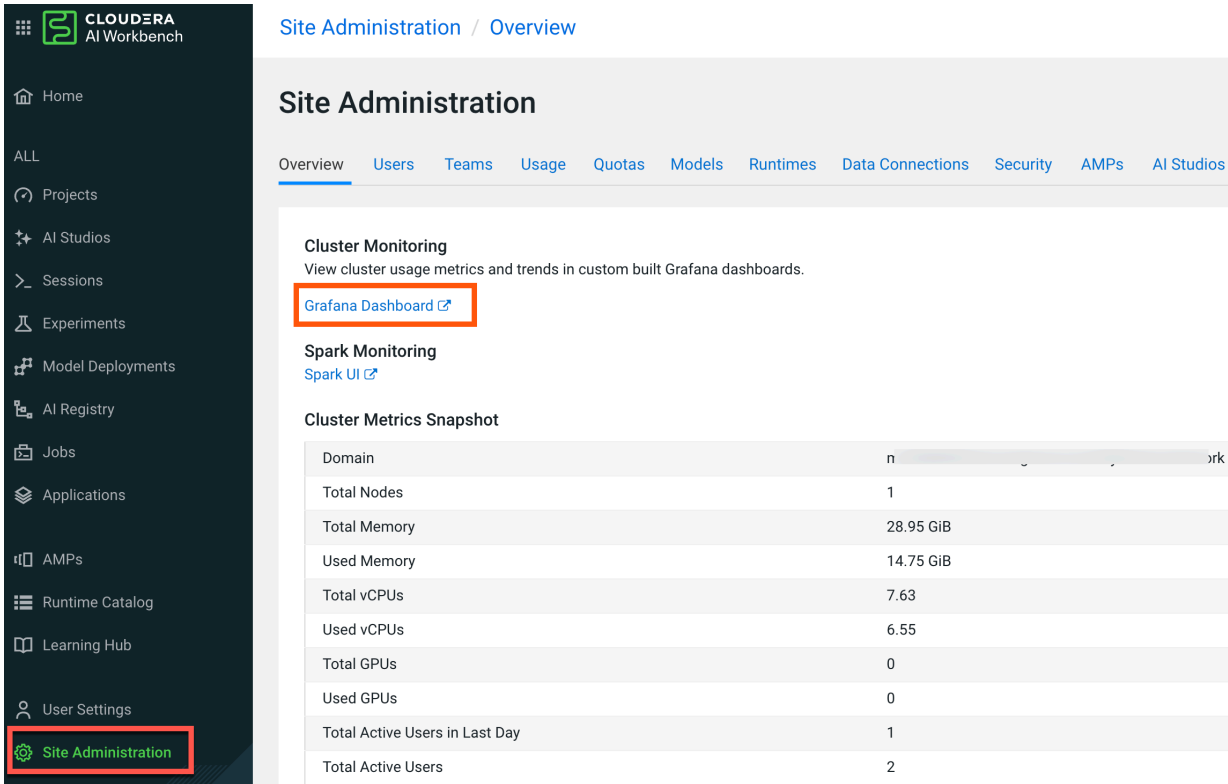 CLOUDERA
AI Workbench
Home
ALL
Projects
AI Studios
Sessions
Experiments
Model Deployments
AI Registry
Jobs
Applications
AMPs
Runtime Catalog
Learning Hub
User Settings
Site Administration
Site Administration / Overview
Site Administration
Overview Users Teams Usage Quotas Models Runtimes Data Connections Security AMPs AI Studios
Cluster Monitoring
View cluster usage metrics and trends in custom built Grafana dashboards.
Grafana Dashboard
Spark Monitoring
Spark UI
Cluster Metrics Snapshot
Domain
Total Nodes 1
Total Memory 28.95 GiB
Used Memory 14.75 GiB
Total vCPUs 7.63
Used vCPUs 6.55
Total GPUs 0
Used GPUs 0
Total Active Users in Last Day 1
Total Active Users 2